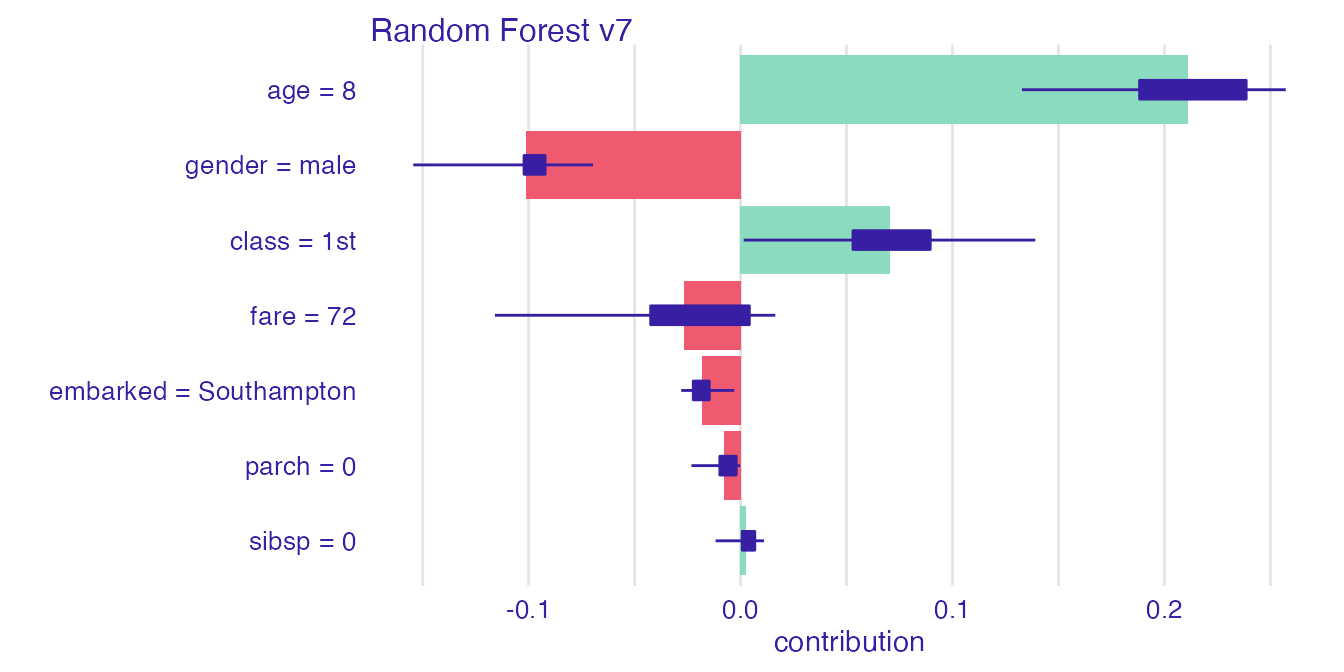 Random Forest v7
age = 8
gender = male
class = 1st
fare = 72
embarked = Southampton
parch = 0
sibsp = 0
-0.1 0.0 0.1 0.2
contribution